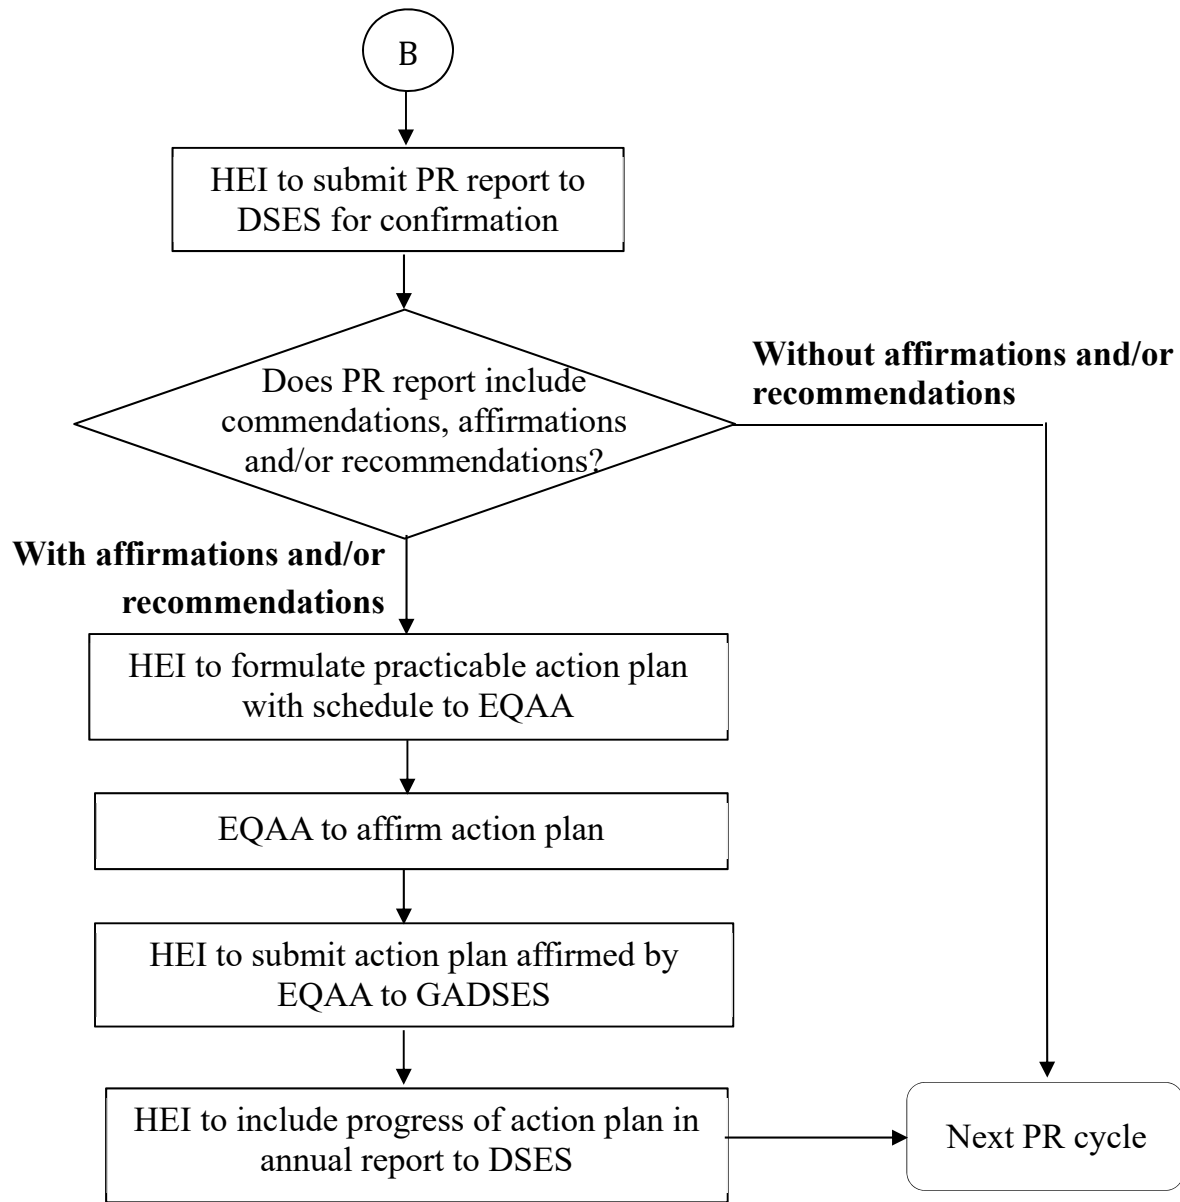 B
HEI to submit PR report to
DSES for confirmation
Does PR report include
commendations, affirmations
and/or recommendations?
Without affirmations and/or
recommendations
With affirmations and/or
recommendations
HEI to formulate practicable action plan
with schedule to EQAA
EQAA to affirm action plan
HEI to submit action plan affirmed by
EQAA to GADSES
HEI to include progress of action plan in
annual report to DSES
Next PR cycle